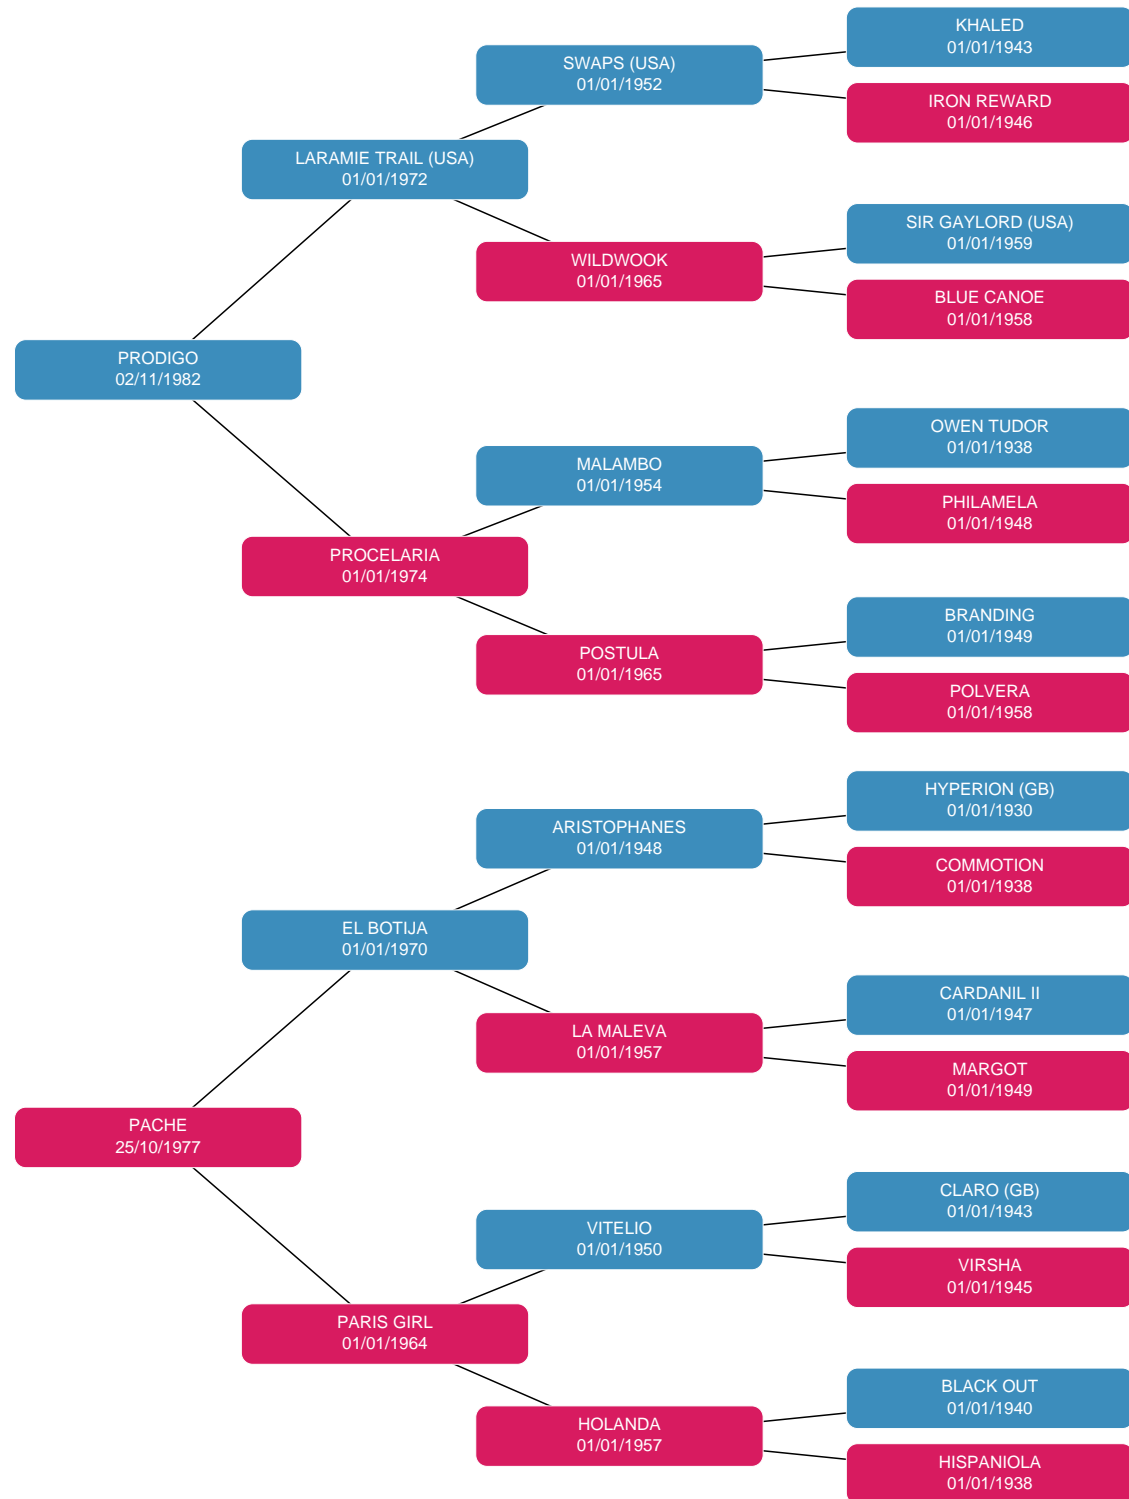 KHALED
01/01/1943
SWAPS (USA)
01/01/1952
IRON REWARD
01/01/1946
LARAMIE TRAIL (USA)
01/01/1972
SIR GAYLORD (USA)
01/01/1959
WILDWOOK
01/01/1965
BLUE CANOE
01/01/1958
PRODIGO
02/11/1982
OWEN TUDOR
01/01/1938
MALAMBO
01/01/1954
PHILAMELA
01/01/1948
PROCELARIA
01/01/1974
BRANDING
01/01/1949
POSTULA
01/01/1965
POLVERA
01/01/1958
HYPERION (GB)
01/01/1930
ARISTOPHANES
01/01/1948
COMMOTION
01/01/1938
EL BOTIJA
01/01/1970
CARDANIL II
01/01/1947
LA MALEVA
01/01/1957
MARGOT
01/01/1949
PACHE
25/10/1977
CLARO (GB)
01/01/1943
VITELIO
01/01/1950
VIRSHA
01/01/1945
PARIS GIRL
01/01/1964
BLACK OUT
01/01/1940
HOLANDA
01/01/1957
HISPANIOLA
01/01/1938